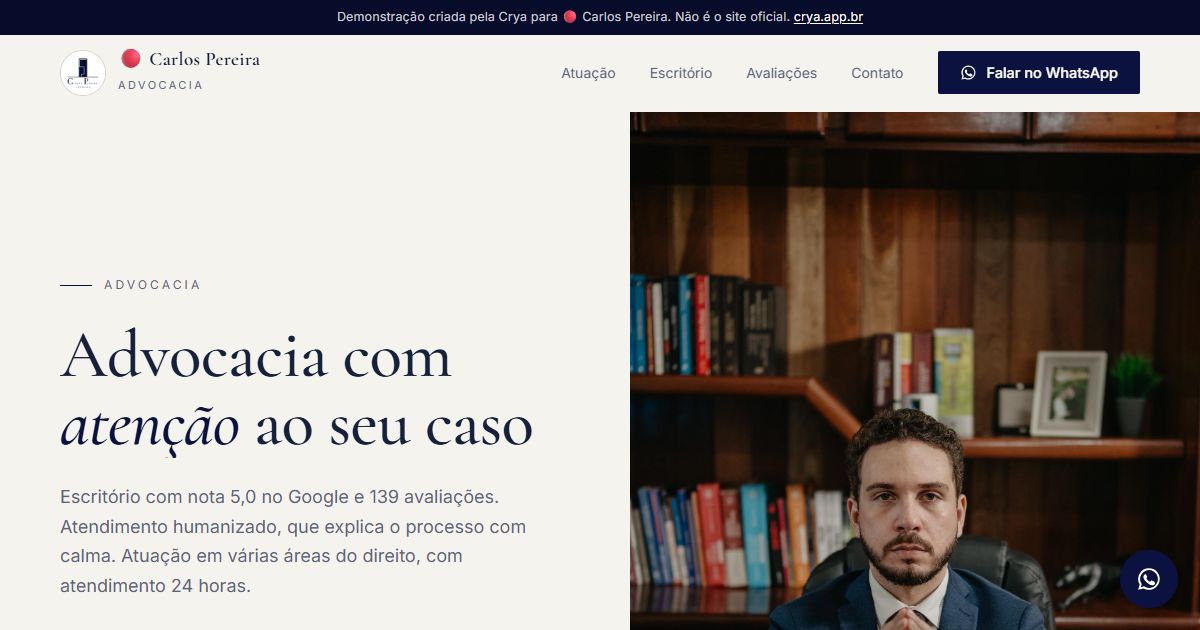 Demonstração criada pela Crya para 🔴 Carlos Pereira. Não é o site oficial. crya.app.br
🔴 Carlos Pereira
ADVOCACIA
Atuação
Escritório
Avaliações
Contato
Falar no WhatsApp
ADVOCACIA
Advocacia com
atenção ao seu caso
Escritório com nota 5,0 no Google e 139 avaliações.
Atendimento humanizado, que explica o processo com
calma. Atuação em várias áreas do direito, com
atendimento 24 horas.